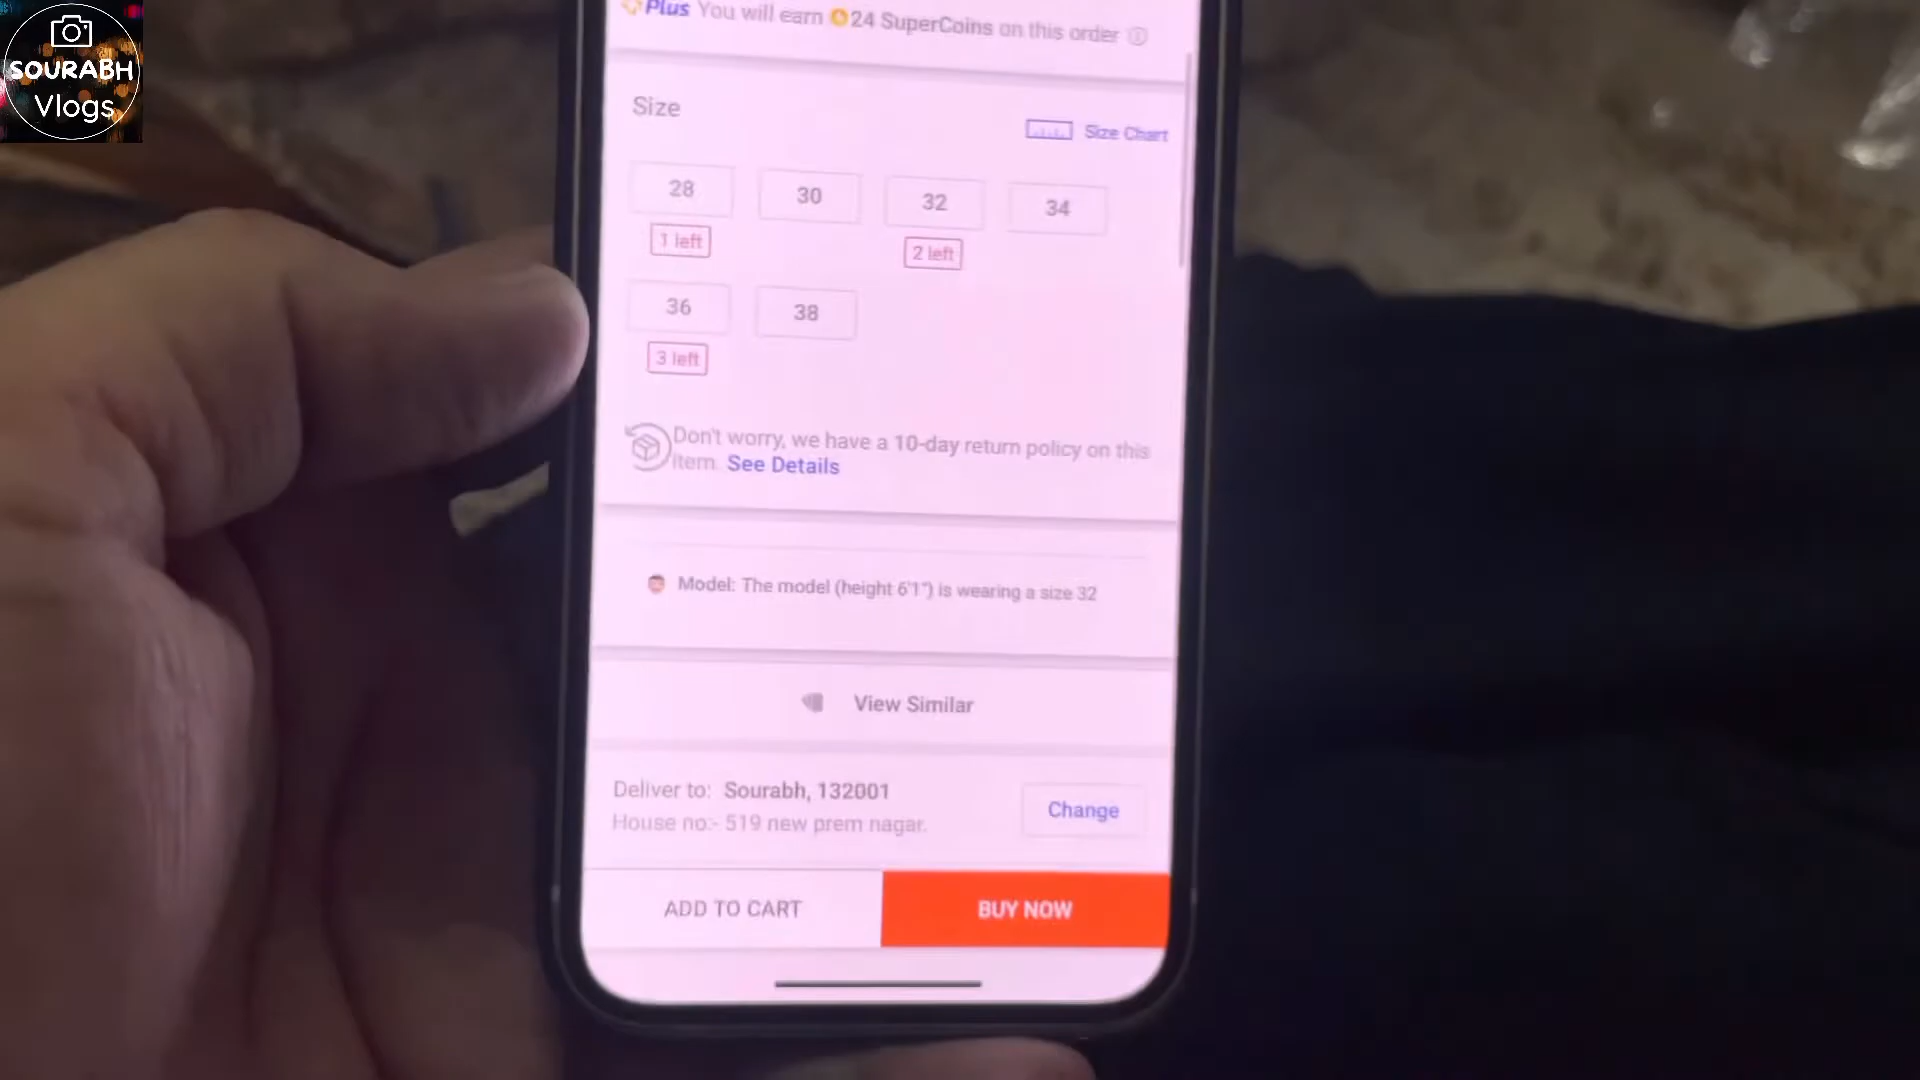 SOURABH
Vlogs
Plus You will earn 24 SuperCoins on this order
Size
Size Chart
28 30 32 34
1 left 2 left
36 38
3 left
Don't worry, we have a 10-day return policy on this
item. See Details
Model: The model (height 6'1") is wearing a size 32
View Similar
Deliver to: Sourabh, 132001
House no:- 519 new prem nagar.
Change
ADD TO CART BUY NOW